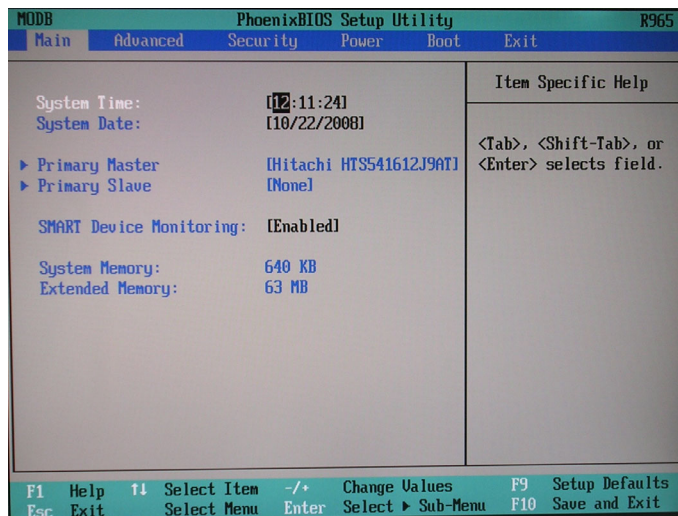 MODB PhoenixBIOS Setup Utility R965
Main Advanced Security Power Boot Exit
Item Specific Help
System Time: [12:11:24]
System Date: [10/22/2008]
<Tab>, <Shift-Tab>, or
<Enter> selects field.
▶ Primary Master [Hitachi HTS541612J9AT]
▶ Primary Slave [None]
SMART Device Monitoring: [Enabled]
System Memory: 640 KB
Extended Memory: 63 MB
F1 Help ↑↓ Select Item -/+ Change Values F9 Setup Defaults
Esc Exit Select Menu Enter Select ▶ Sub-Menu F10 Save and Exit